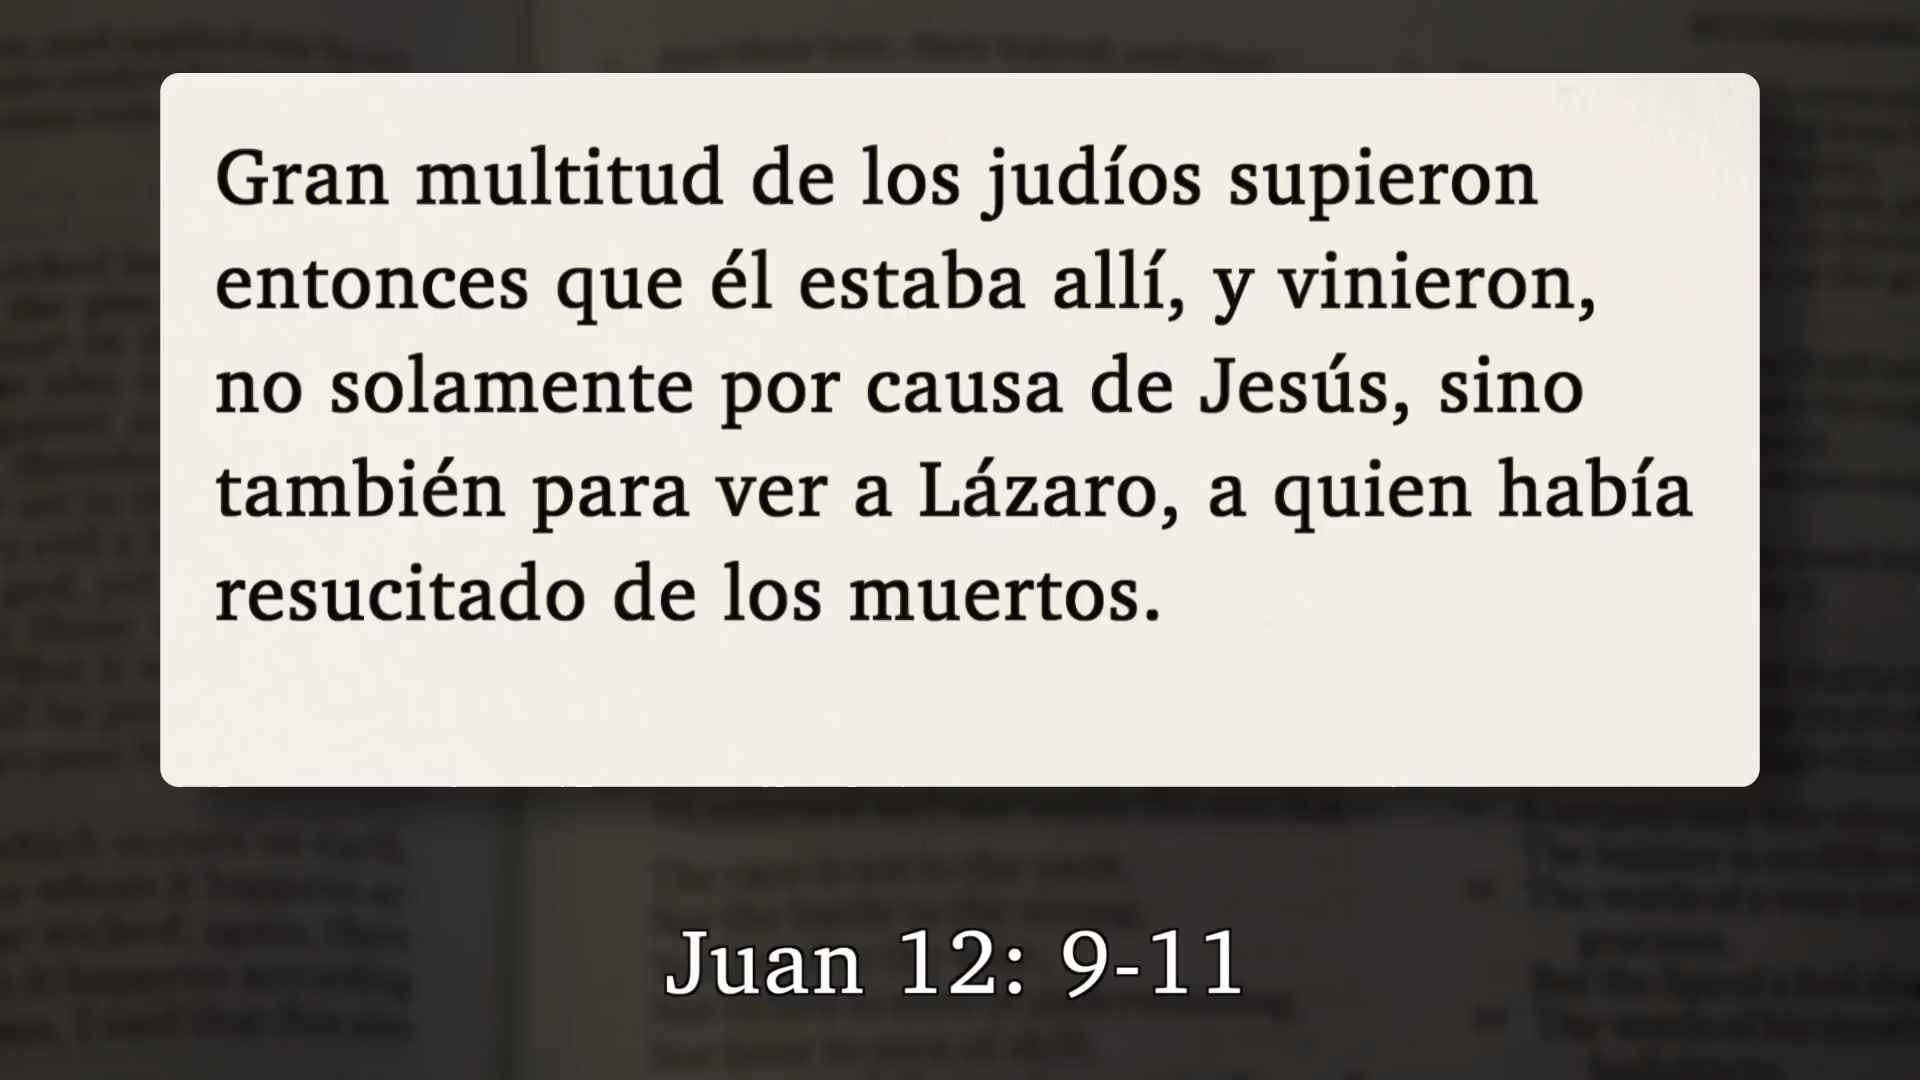 Gran multitud de los judíos supieron
entonces que él estaba allí, y vinieron,
no solamente por causa de Jesús, sino
también para ver a Lázaro, a quien había
resucitado de los muertos.
Juan 12: 9-11